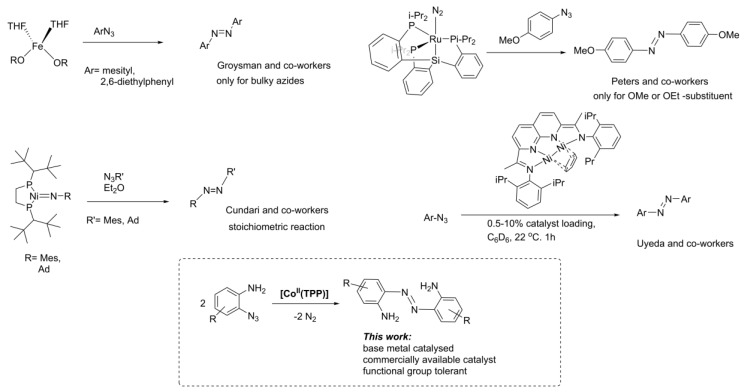 THF THF
Fe
RO OR
ArN₃
Ar= mesityl,
2,6-diethylphenyl
Ar
N=N
Ar
Groysman and co-workers
only for bulky azides
i-Pr₂
N₂
P
Ru
Pi-Pr₂
P
Si
N₃
MeO
OMe
N
N
MeO
Peters and co-workers
only for OMe or OEt -substituent
P
Ni=N-R
P
R= Mes,
Ad
N₃R'
Et₂O
R'= Mes, Ad
R'
N=N
R
Cundari and co-workers
stoichiometric reaction
iPr
N
N
N
Ni
Ni
N
iPr
iPr
iPr
Ar-N₃
0.5-10% catalyst loading,
C₆D₆, 22 °C. 1h
N-Ar
Ar-N
Uyeda and co-workers
2
NH₂
N₃
R
[Coᴵᴵ(TPP)]
-2 N₂
R
H₂N
N
N
NH₂
R
This work:
base metal catalysed
commercially available catalyst
functional group tolerant